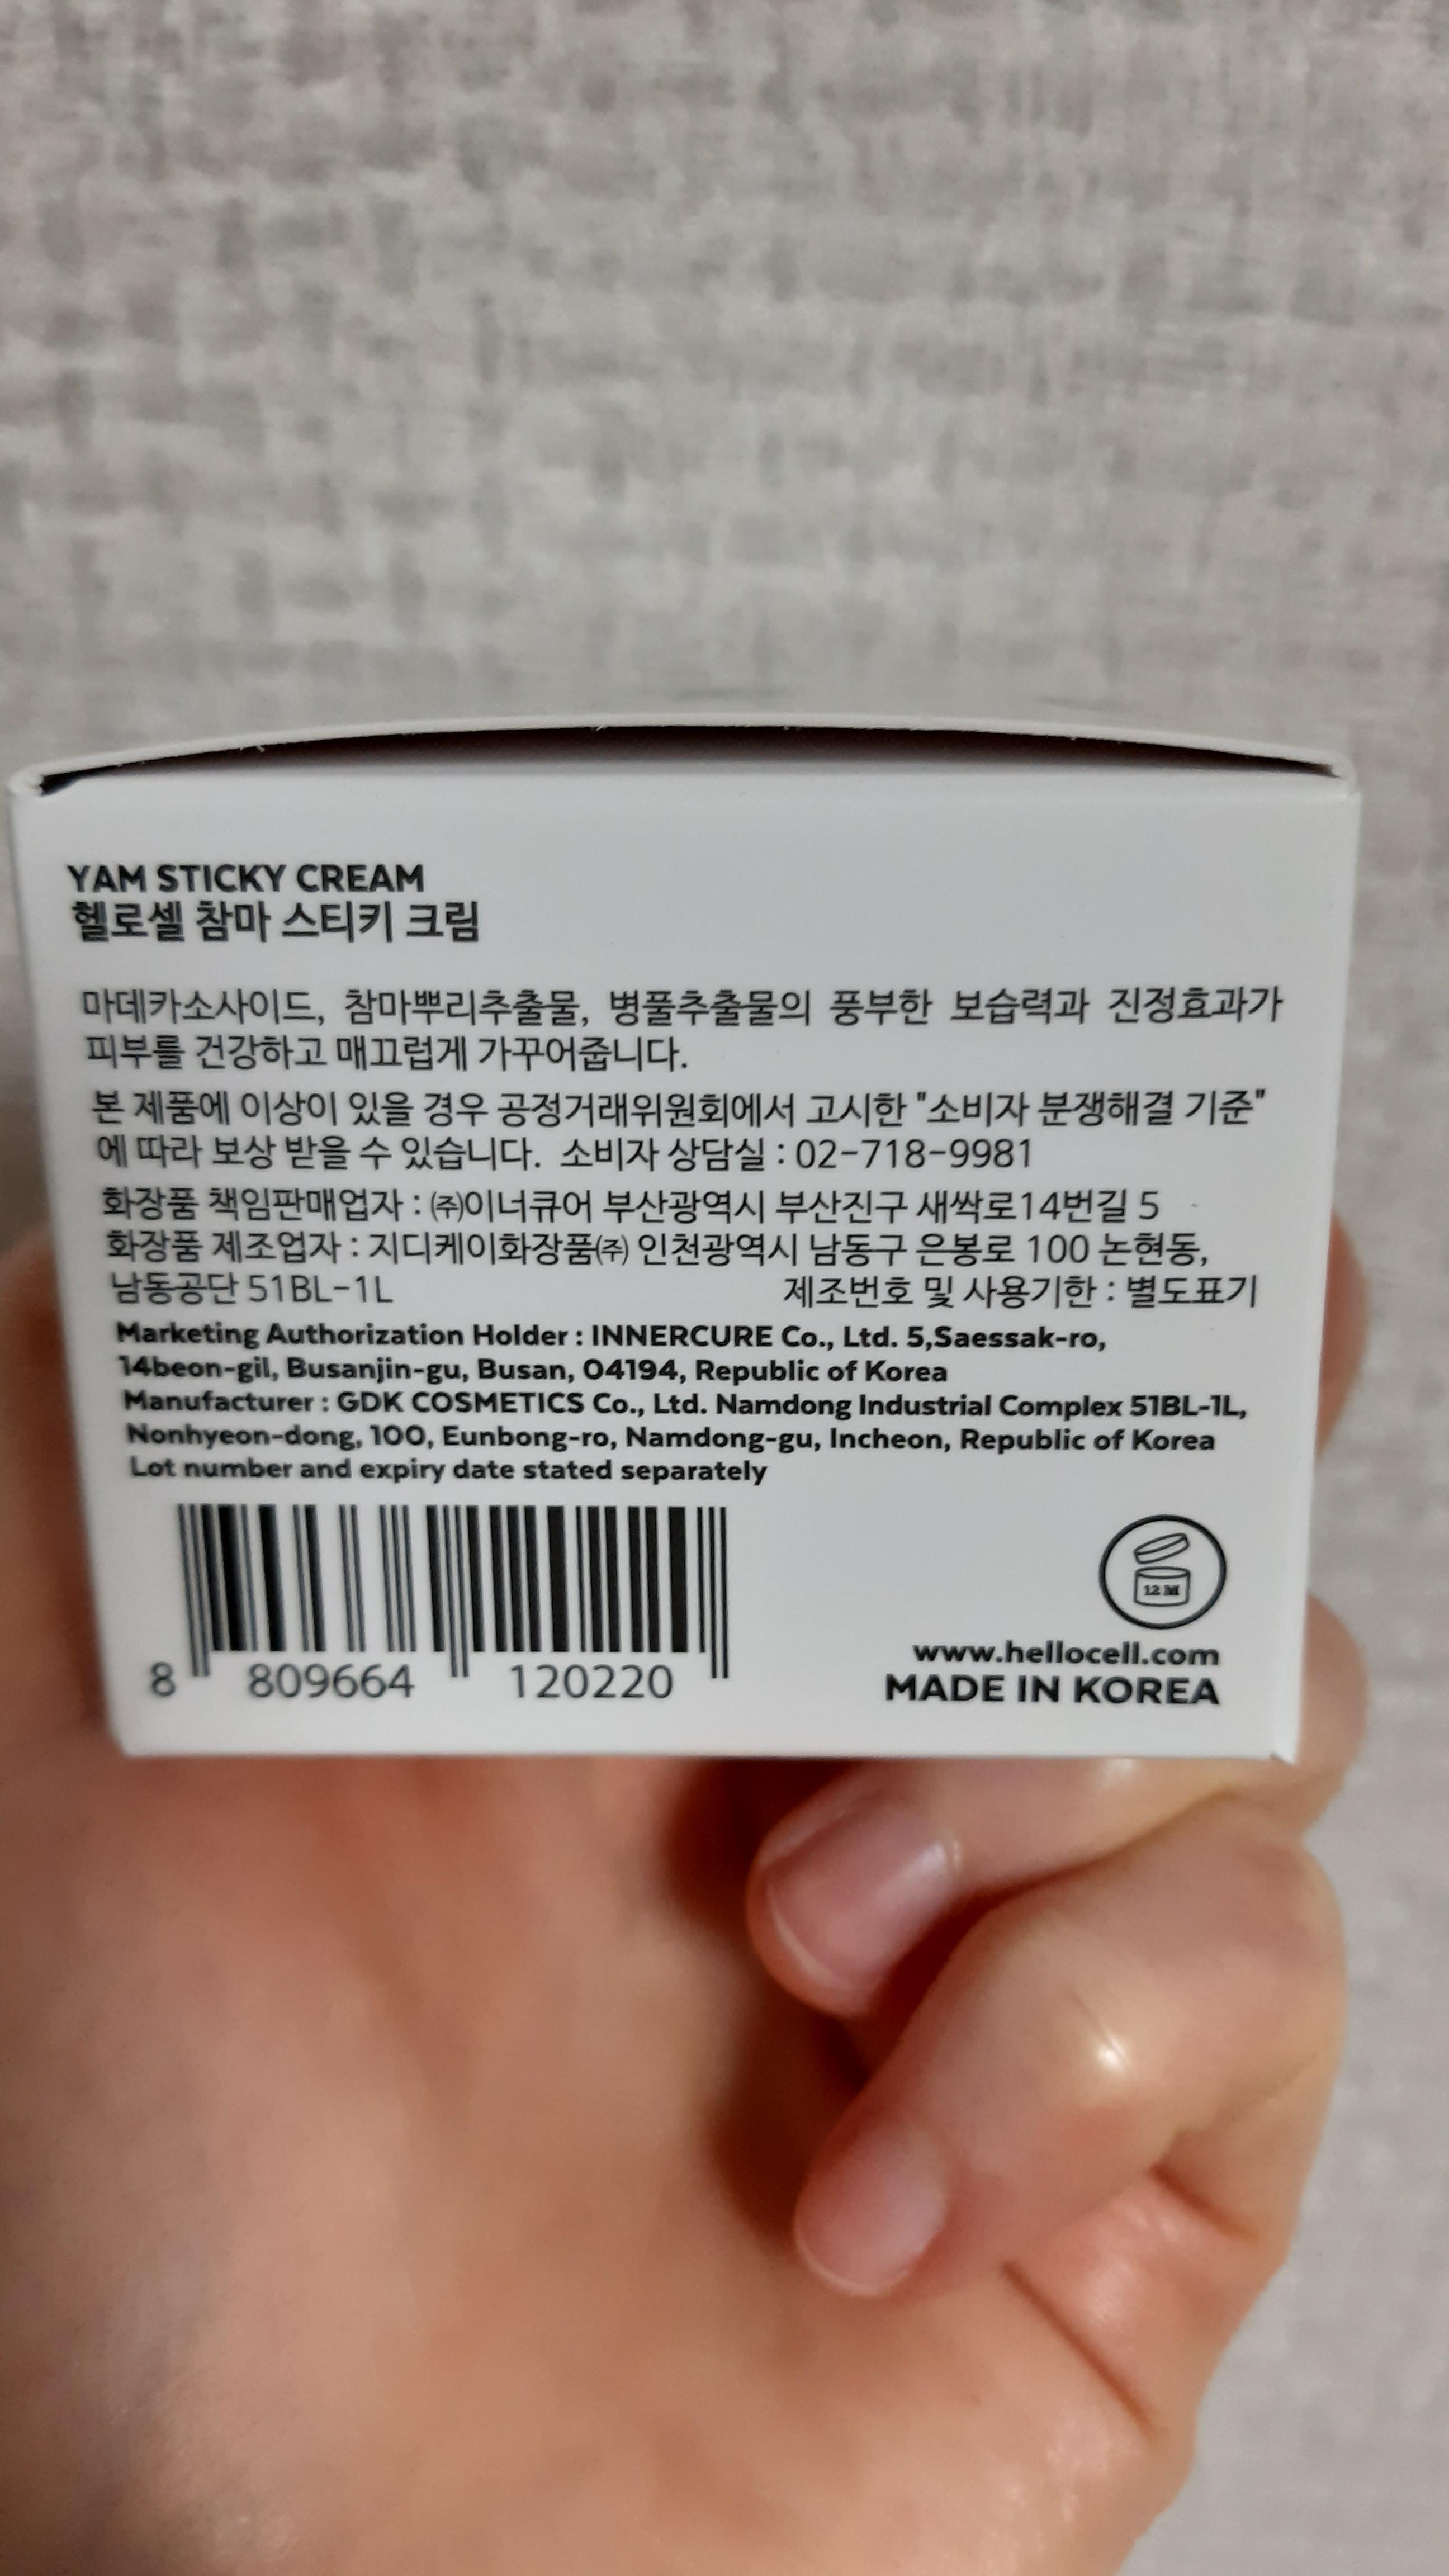 YAM STICKY CREAM
헬로셀 참마 스티키 크림
마데카소사이드, 참마뿌리추출물, 병풀추출물의 풍부한 보습력과 진정효과가
피부를 건강하고 매끄럽게 가꾸어줍니다.
본 제품에 이상이 있을 경우 공정거래위원회에서 고시한 "소비자 분쟁해결 기준"
에 따라 보상 받을 수 있습니다. 소비자 상담실 : 02-718-9981
화장품 책임판매업자 : ㈜이너큐어 부산광역시 부산진구 새싹로14번길 5
화장품 제조업자 : 지디케이화장품㈜ 인천광역시 남동구 은봉로 100 논현동,
남동공단 51BL-1L 제조번호 및 사용기한 : 별도표기
Marketing Authorization Holder : INNERCURE Co., Ltd. 5,Saessak-ro,
14beon-gil, Busanjin-gu, Busan, 04194, Republic of Korea
Manufacturer : GDK COSMETICS Co., Ltd. Namdong Industrial Complex 51BL-1L,
Nonhyeon-dong, 100, Eunbong-ro, Namdong-gu, Incheon, Republic of Korea
Lot number and expiry date stated separately
12 M
www.hellocell.com
8 809664 120220
MADE IN KOREA